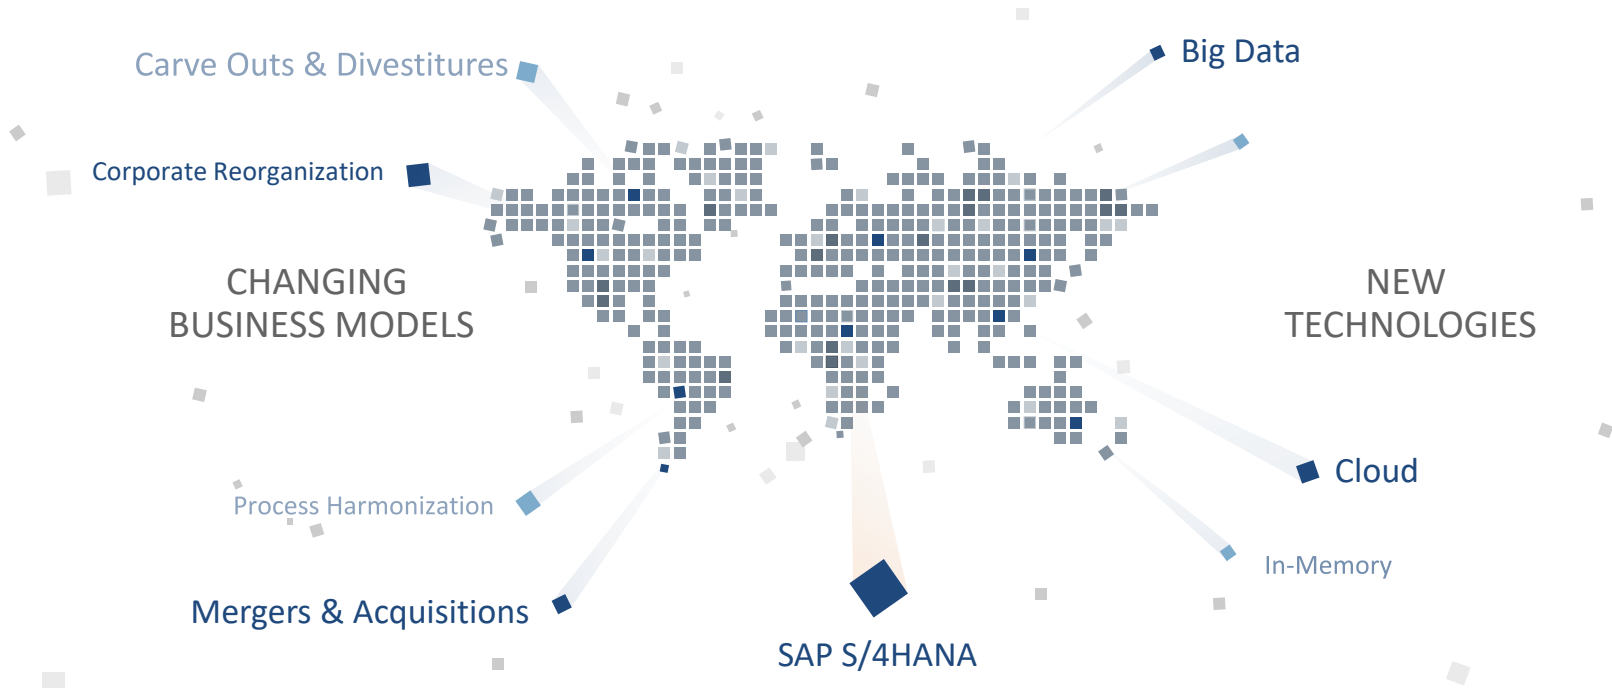 Carve Outs & Divestitures
Big Data
Corporate Reorganization
CHANGING
BUSINESS MODELS
NEW
TECHNOLOGIES
Cloud
Process Harmonization
In-Memory
Mergers & Acquisitions
SAP S/4HANA